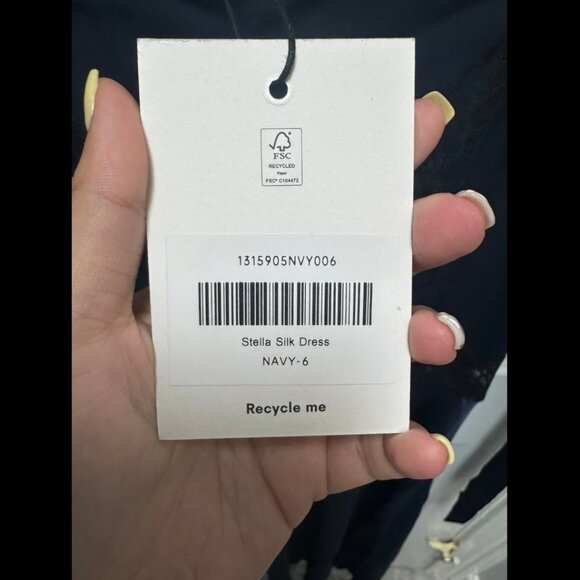 FSC
RECYCLED
Paper
FSC® C104472
1315905NVY006
Stella Silk Dress
NAVY-6
Recycle me